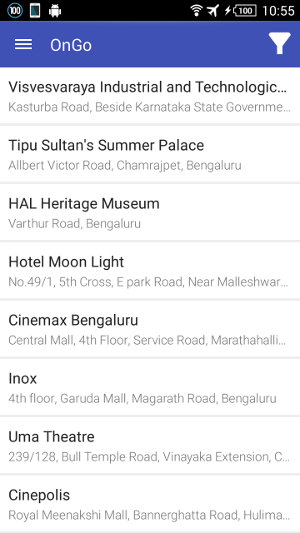 100 100 10:55
OnGo
Visvesvaraya Industrial and Technologic...
Kasturba Road, Beside Karnataka State Governme...
Tipu Sultan's Summer Palace
Allbert Victor Road, Chamrajpet, Bengaluru
HAL Heritage Museum
Varthur Road, Bengaluru
Hotel Moon Light
No.49/1, 5th Cross, E park Road, Near Malleshwar...
Cinemax Bengaluru
Central Mall, 4th Floor, Service Road, Marathahalli...
Inox
4th floor, Garuda Mall, Magarath Road, Bengaluru
Uma Theatre
239/128, Bull Temple Road, Vinayaka Extension, C...
Cinepolis
Royal Meenakshi Mall, Bannerghatta Road, Hulima...